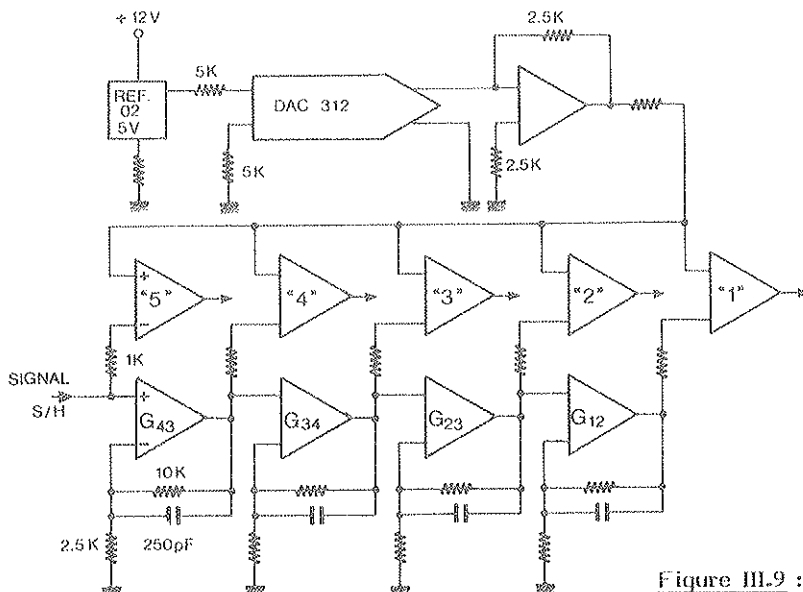 + 12V
2.5K
5K
REF.
02
5V
DAC 312
5K
2.5K
+
"5"
"4"
"3"
"2"
"1"
−
1K
SIGNAL
S/H
+
G43
−
G34
G23
G12
10K
2.5K
250pF
Figure III.9 :